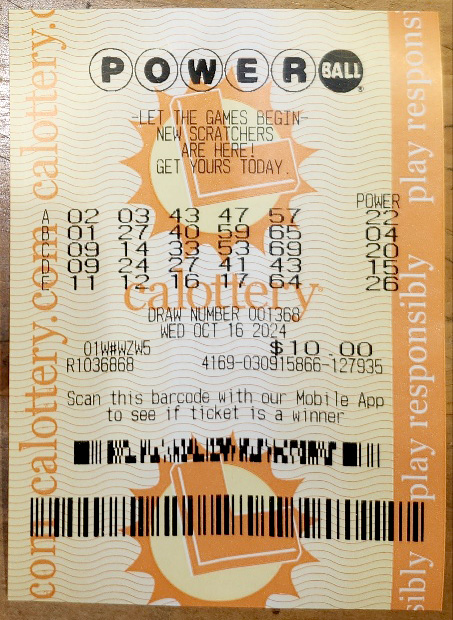 POWERBALL
-LET THE GAMES BEGIN-
NEW SCRATCHERS
ARE HERE!
GET YOURS TODAY.
POWER
A 02 03 43 47 57 22
B 01 27 40 59 65 04
C 09 14 33 53 69 20
D 09 24 27 41 43 15
E 11 12 16 17 64 26
calottery
DRAW NUMBER 001368
WED OCT 16 2024
01W#WZW5 $10.00
R1036868 4169-030915866-127935
Scan this barcode with our Mobile App
to see if ticket is a winner
com calottery.com calottery.c
sibly play responsibly play responsi